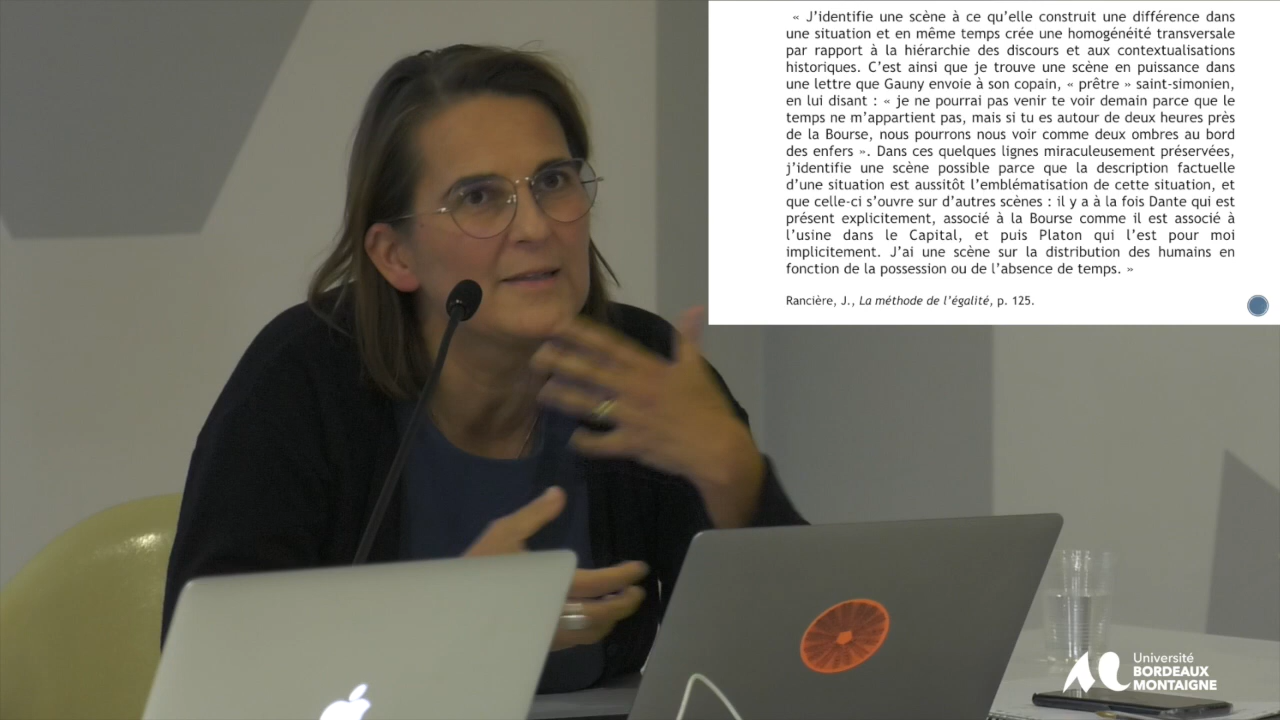 « J’identifie une scène à ce qu’elle construit une différence dans
une situation et en même temps crée une homogénéité transversale
par rapport à la hiérarchie des discours et aux contextualisations
historiques. C’est ainsi que je trouve une scène en puissance dans
une lettre que Gauny envoie à son copain, « prêtre » saint-simonien,
en lui disant : « je ne pourrai pas venir te voir demain parce que le
temps ne m’appartient pas, mais si tu es autour de deux heures près
de la Bourse, nous pourrons nous voir comme deux ombres au bord
des enfers ». Dans ces quelques lignes miraculeusement préservées,
j’identifie une scène possible parce que la description factuelle
d’une situation est aussitôt l’emblématisation de cette situation, et
que celle-ci s’ouvre sur d’autres scènes : il y a à la fois Dante qui est
présent explicitement, associé à la Bourse comme il est associé à
l’usine dans le Capital, et puis Platon qui l’est pour moi
implicitement. J’ai une scène sur la distribution des humains en
fonction de la possession ou de l’absence de temps. »
Rancière, J., La méthode de l’égalité, p. 125.
Université
BORDEAUX
MONTAIGNE